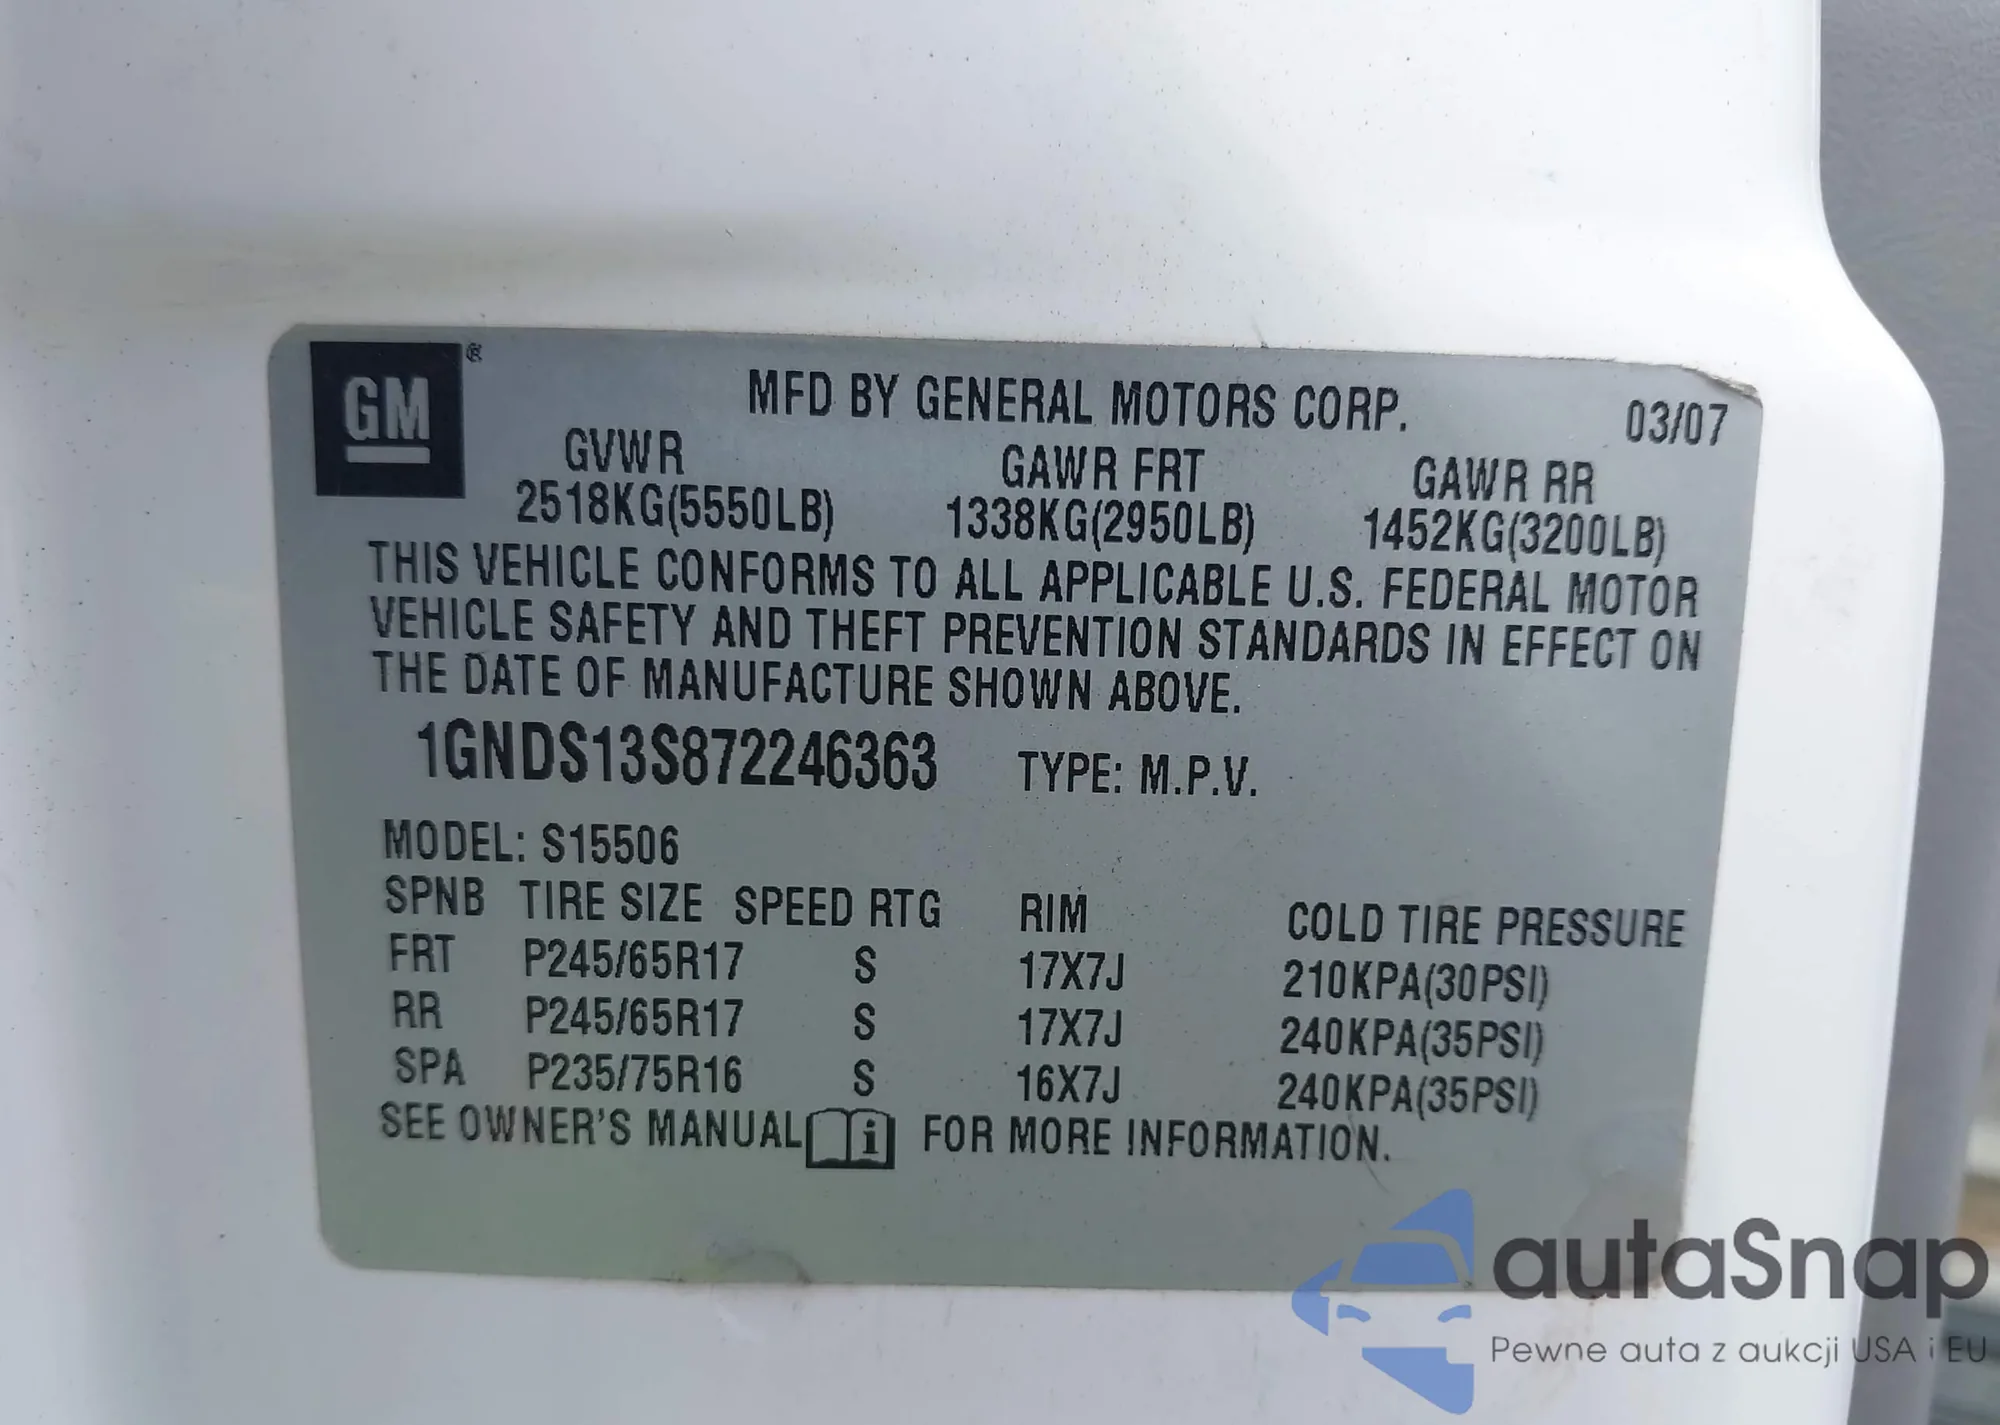 GM ®
MFD BY GENERAL MOTORS CORP. 03/07
GVWR GAWR FRT GAWR RR
2518KG(5550LB) 1338KG(2950LB) 1452KG(3200LB)
THIS VEHICLE CONFORMS TO ALL APPLICABLE U.S. FEDERAL MOTOR
VEHICLE SAFETY AND THEFT PREVENTION STANDARDS IN EFFECT ON
THE DATE OF MANUFACTURE SHOWN ABOVE.
1GNDS13S872246363 TYPE: M.P.V.
MODEL: S15506
SPNB TIRE SIZE SPEED RTG RIM COLD TIRE PRESSURE
FRT P245/65R17 S 17X7J 210KPA(30PSI)
RR P245/65R17 S 17X7J 240KPA(35PSI)
SPA P235/75R16 S 16X7J 240KPA(35PSI)
SEE OWNER'S MANUAL i FOR MORE INFORMATION.
autaSnap
Pewne auta z aukcji USA i EU